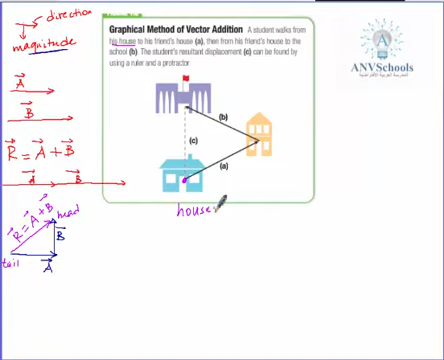 direction
magnitude
A
B
R = A + B
A B
R = A + B
head
B
tail
A
Graphical Method of Vector Addition A student walks from
his house to his friend's house (a), then from his friend's house to the
school (b). The student's resultant displacement (c) can be found by
using a ruler and a protractor
(b)
(c)
(a)
house
ANVSchools